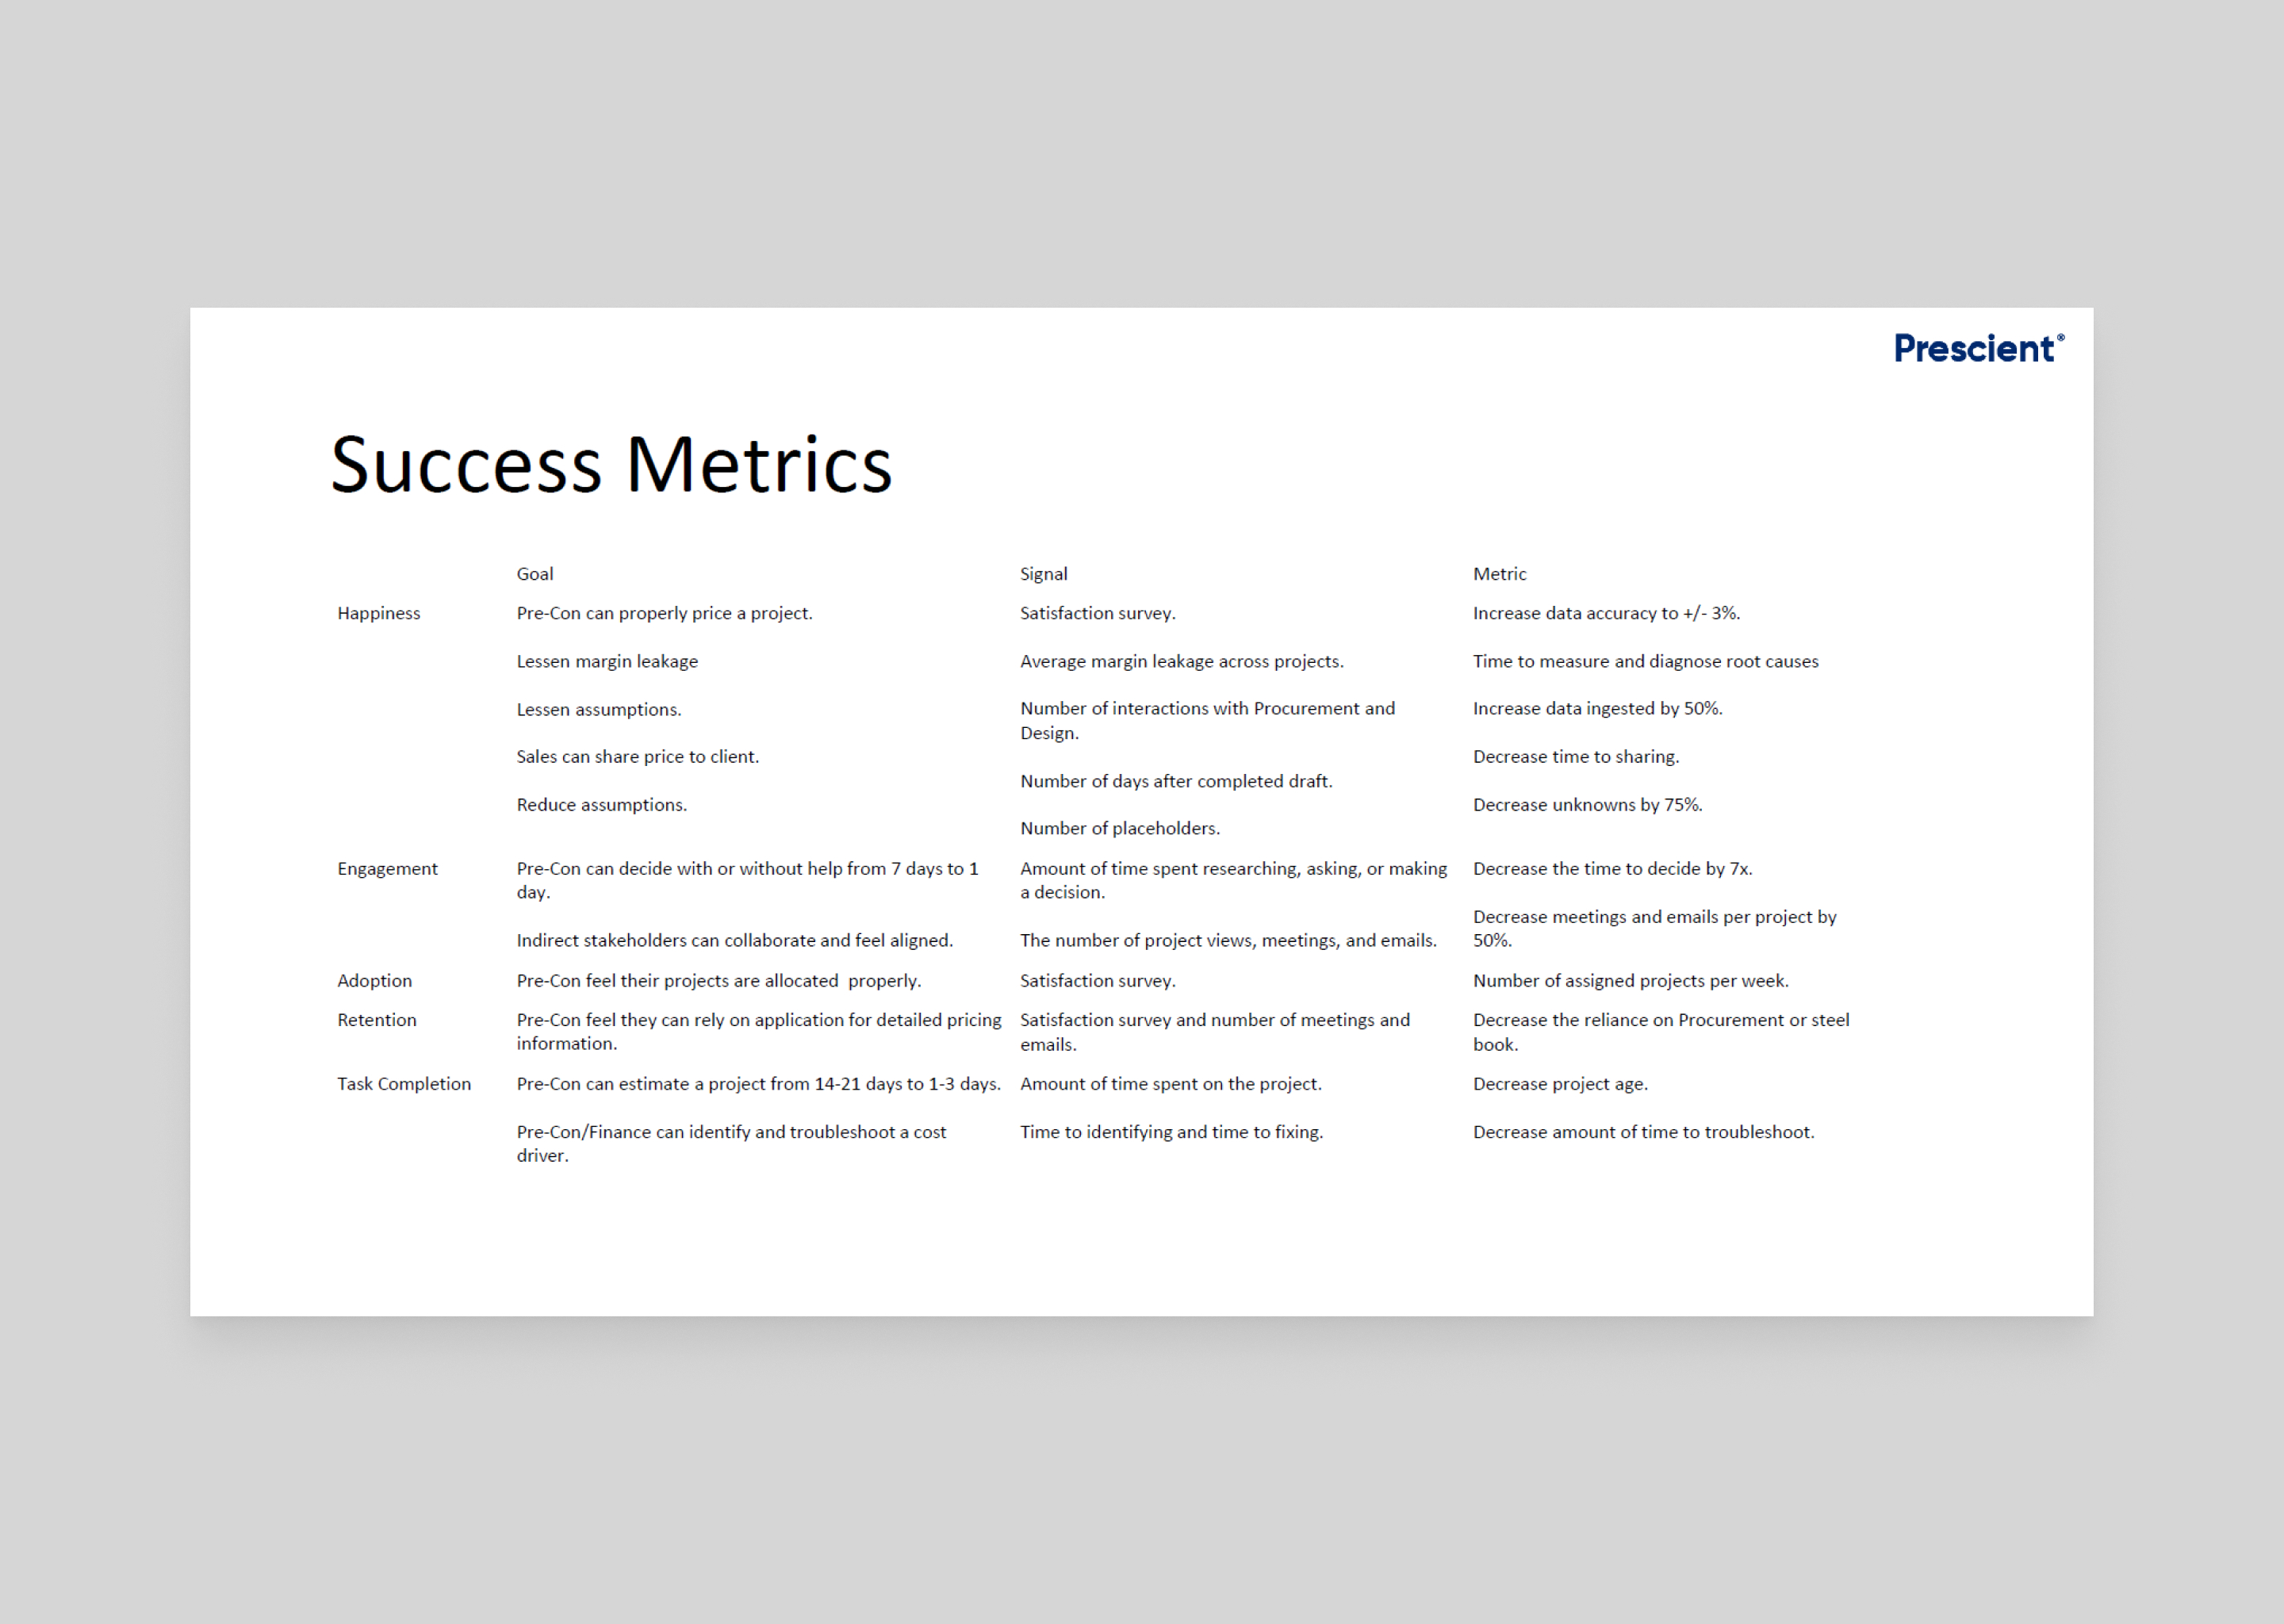 Prescient®
Success Metrics
Goal Signal Metric
Happiness Pre-Con can properly price a project. Satisfaction survey. Increase data accuracy to +/- 3%.
Lessen margin leakage Average margin leakage across projects. Time to measure and diagnose root causes
Lessen assumptions. Number of interactions with Procurement and Increase data ingested by 50%.
Design.
Sales can share price to client. Decrease time to sharing.
Number of days after completed draft.
Reduce assumptions. Decrease unknowns by 75%.
Number of placeholders.
Engagement Pre-Con can decide with or without help from 7 days to 1 Amount of time spent researching, asking, or making Decrease the time to decide by 7x.
day. a decision.
Decrease meetings and emails per project by
Indirect stakeholders can collaborate and feel aligned. The number of project views, meetings, and emails. 50%.
Adoption Pre-Con feel their projects are allocated  properly. Satisfaction survey. Number of assigned projects per week.
Retention Pre-Con feel they can rely on application for detailed pricing Satisfaction survey and number of meetings and Decrease the reliance on Procurement or steel
information. emails. book.
Task Completion Pre-Con can estimate a project from 14-21 days to 1-3 days. Amount of time spent on the project. Decrease project age.
Pre-Con/Finance can identify and troubleshoot a cost Time to identifying and time to fixing. Decrease amount of time to troubleshoot.
driver.